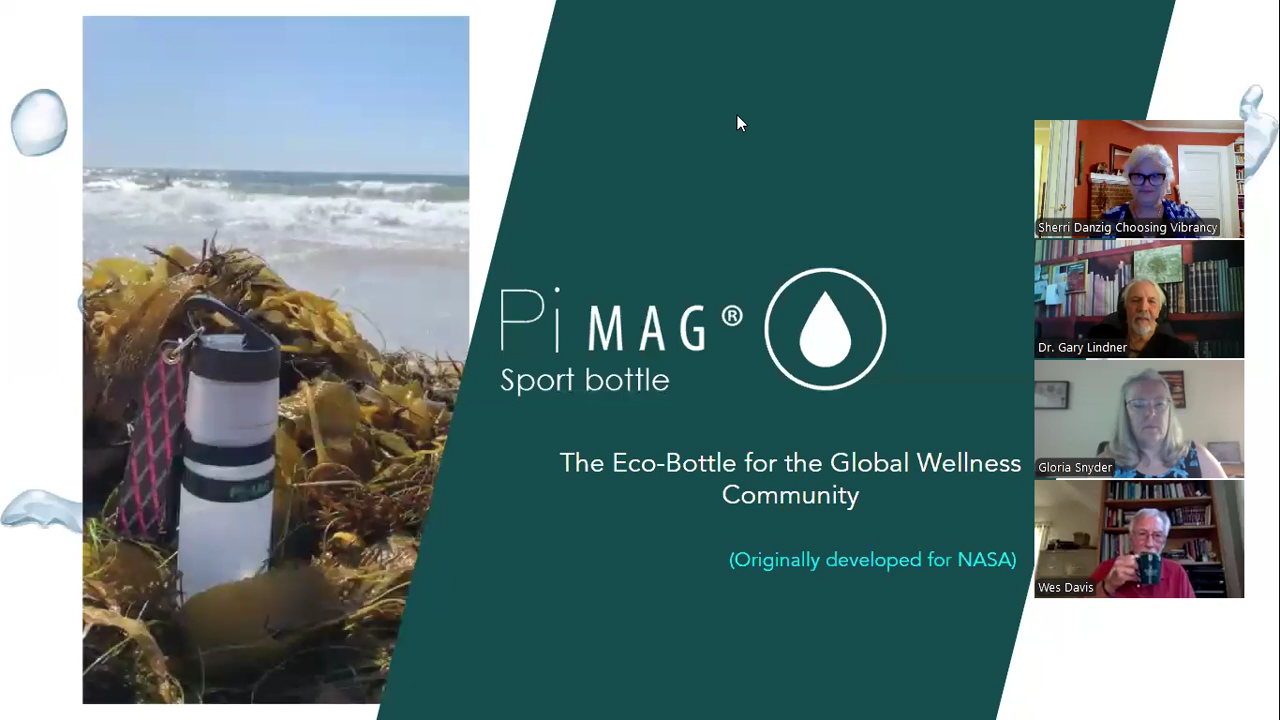 Pi MAG®
Sport bottle
The Eco-Bottle for the Global Wellness
Community
(Originally developed for NASA)
Sherri Danzig Choosing Vibrancy
Dr. Gary Lindner
Gloria Snyder
Wes Davis